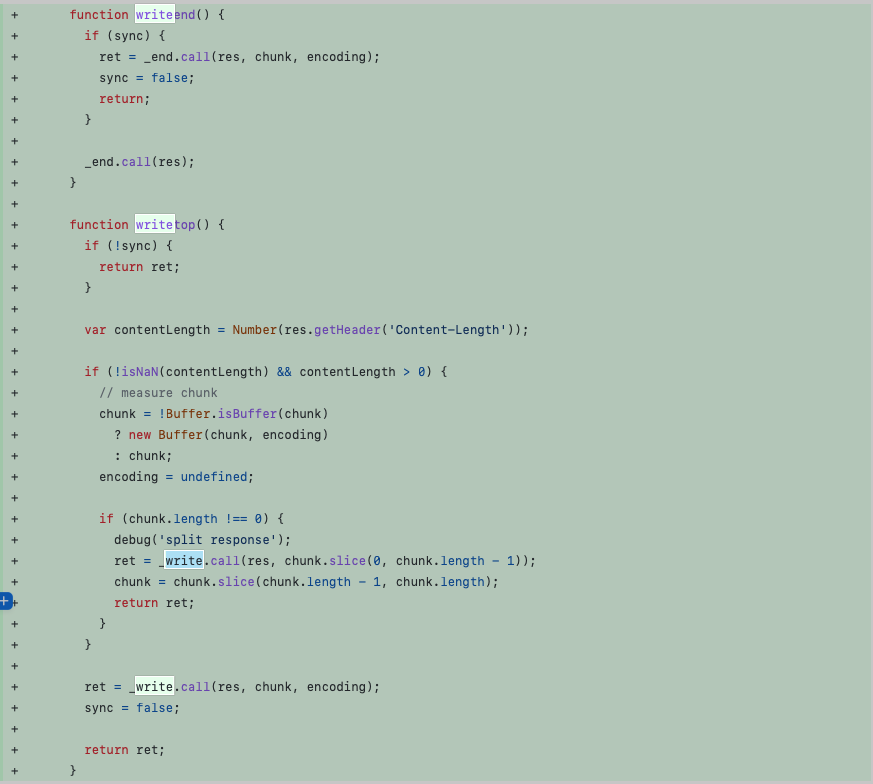 + function writeend() {
+ if (sync) {
+ ret = _end.call(res, chunk, encoding);
+ sync = false;
+ return;
+ }
+
+ _end.call(res);
+ }
+
+ function writetop() {
+ if (!sync) {
+ return ret;
+ }
+
+ var contentLength = Number(res.getHeader('Content-Length'));
+
+ if (!isNaN(contentLength) && contentLength > 0) {
+ // measure chunk
+ chunk = !Buffer.isBuffer(chunk)
+ ? new Buffer(chunk, encoding)
+ : chunk;
+ encoding = undefined;
+
+ if (chunk.length !== 0) {
+ debug('split response');
+ ret = _write.call(res, chunk.slice(0, chunk.length - 1));
+ chunk = chunk.slice(chunk.length - 1, chunk.length);
+ return ret;
+ }
+ }
+
+ ret = _write.call(res, chunk, encoding);
+ sync = false;
+
+ return ret;
+ }